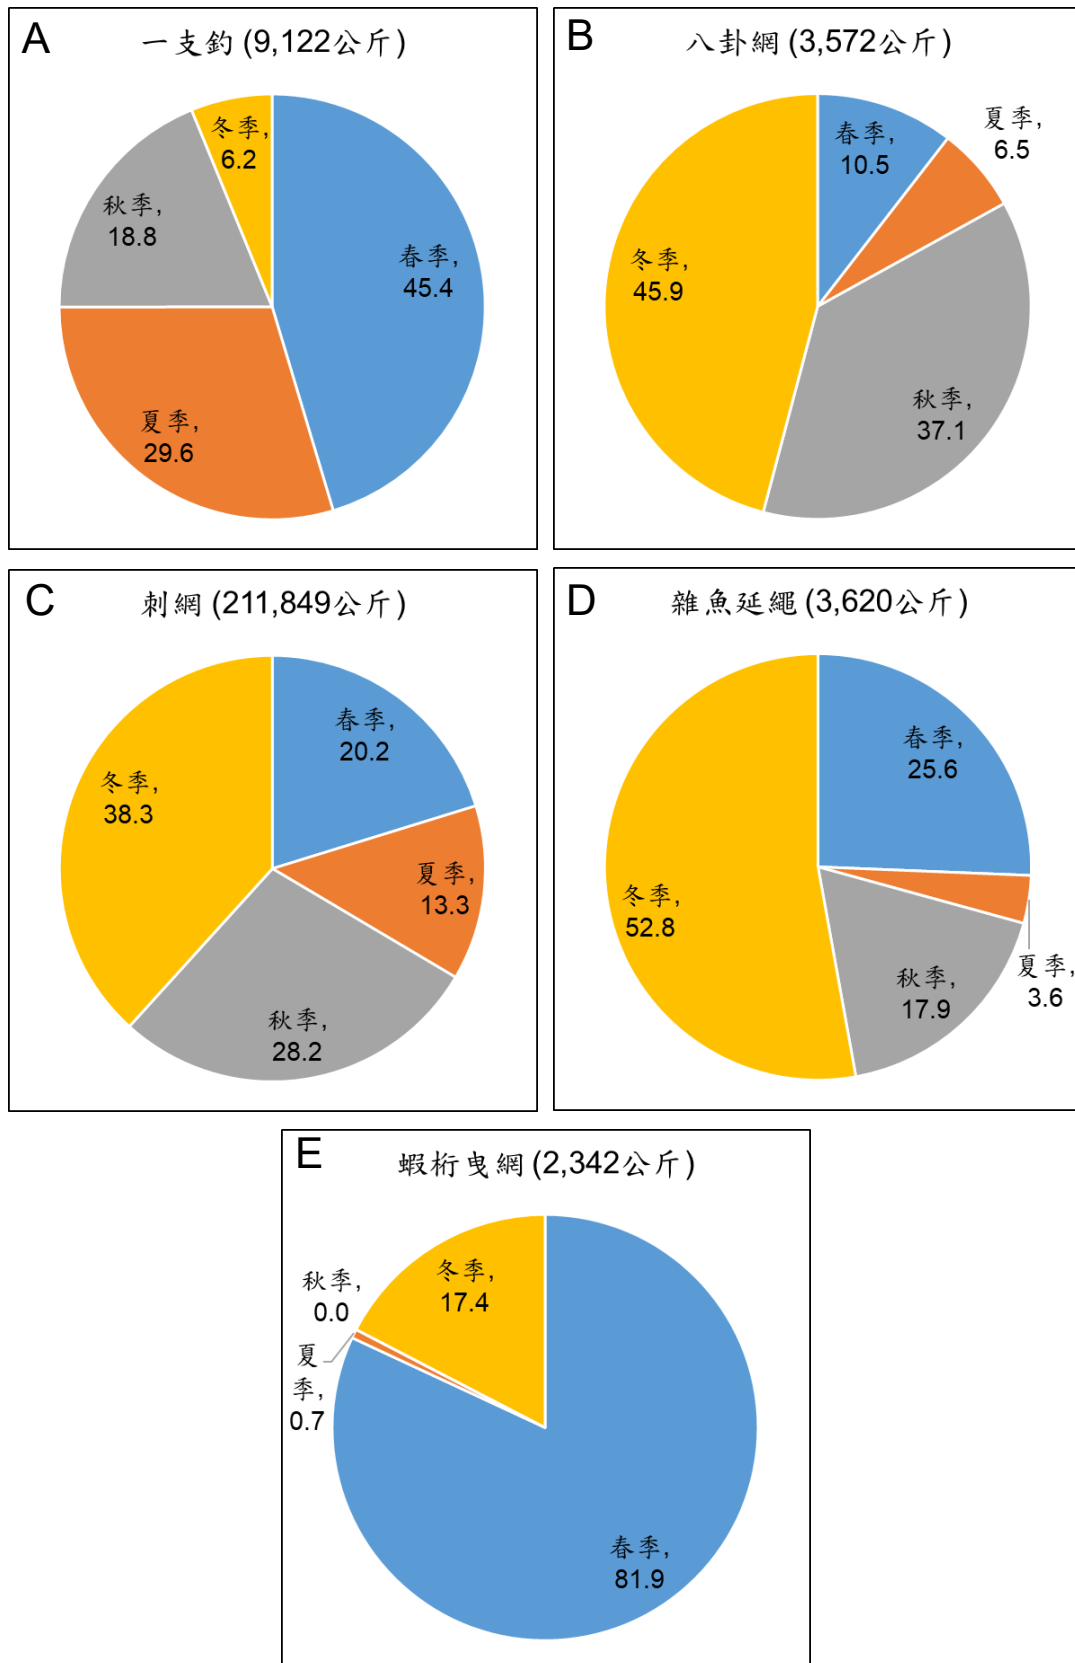 A
一支釣 (9,122公斤)
冬季,
6.2
秋季,
18.8
春季,
45.4
夏季,
29.6
B
八卦網 (3,572公斤)
春季,
10.5
夏季,
6.5
冬季,
45.9
秋季,
37.1
C
刺網 (211,849公斤)
春季,
20.2
冬季,
38.3
夏季,
13.3
秋季,
28.2
D
雜魚延繩 (3,620公斤)
春季,
25.6
冬季,
52.8
夏季,
3.6
秋季,
17.9
E
蝦桁曳網 (2,342公斤)
秋季,
0.0
冬季,
17.4
夏
季,
0.7
春季,
81.9